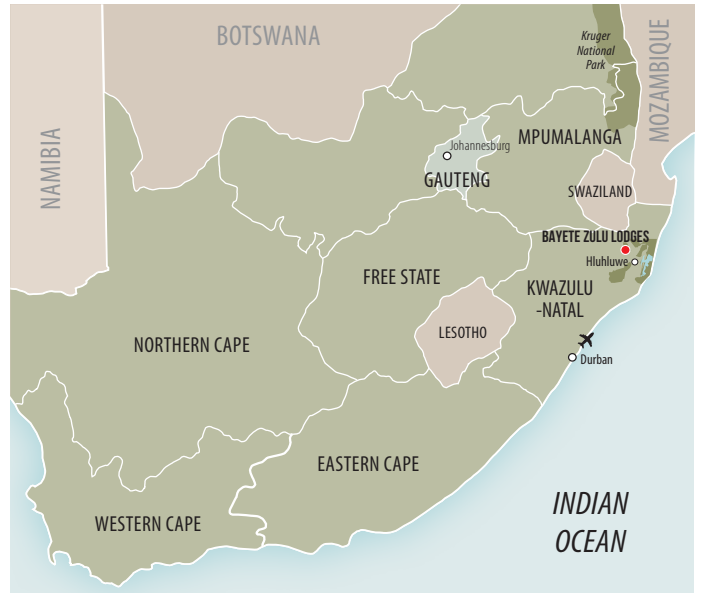 BOTSWANA
Kruger
National
Park
MOZAMBIQUE
NAMIBIA
Johannesburg
MPUMALANGA
GAUTENG
SWAZILAND
BAYETE ZULU LODGES
Hluhluwe
FREE STATE
KWAZULU
-NATAL
LESOTHO
NORTHERN CAPE
Durban
EASTERN CAPE
WESTERN CAPE
INDIAN
OCEAN